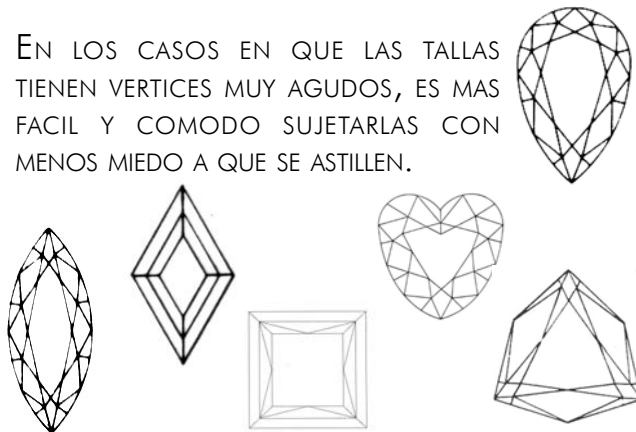 EN LOS CASOS EN QUE LAS TALLAS
TIENEN VERTICES MUY AGUDOS, ES MAS
FACIL Y COMODO SUJETARLAS CON
MENOS MIEDO A QUE SE ASTILLEN.